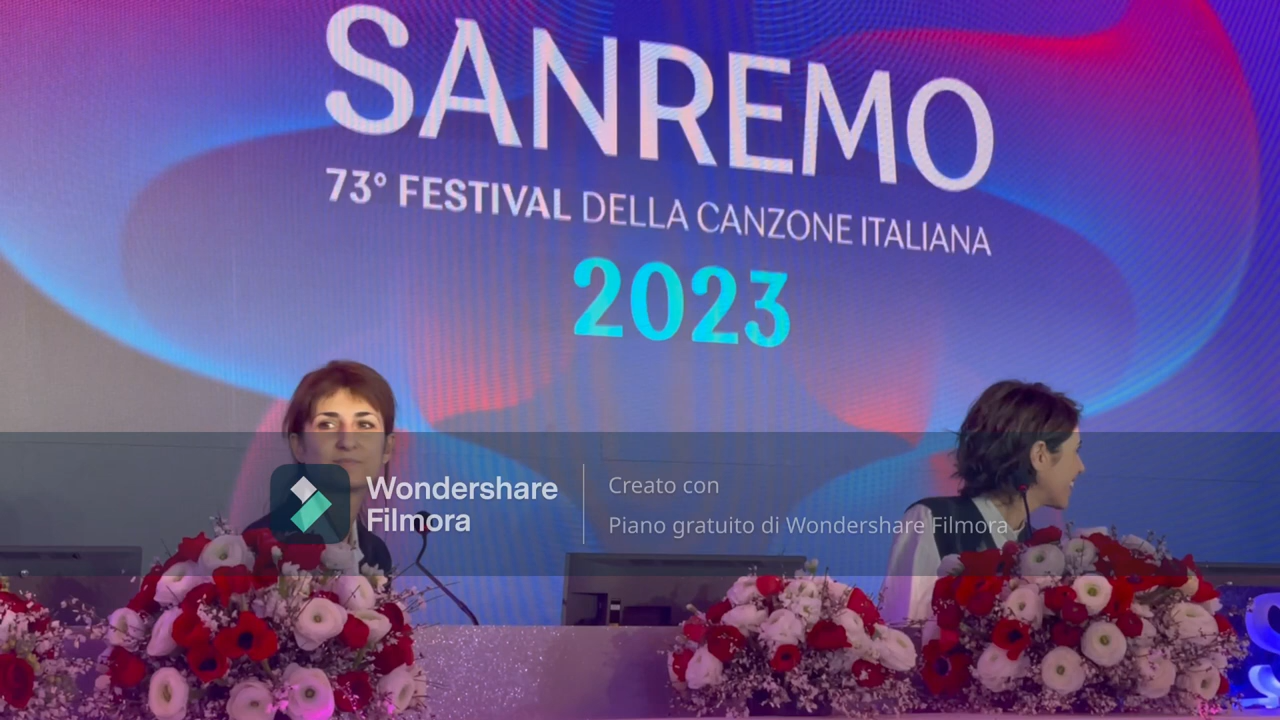 SANREMO
73° FESTIVAL DELLA CANZONE ITALIANA
2023
Wondershare
Filmora
Creato con
Piano gratuito di Wondershare Filmora